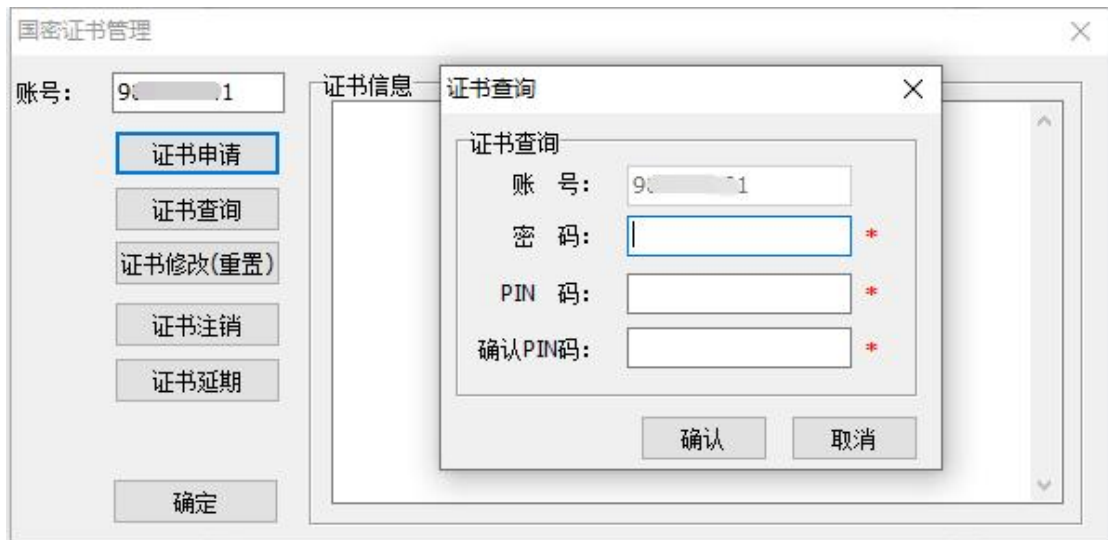 国密证书管理
账号：
证书申请
证书查询
证书修改(重置)
证书注销
证书延期
确定
证书信息
证书查询
证书查询
账 号：
密 码：
*
PIN 码：
*
确认PIN码：
*
确认
取消